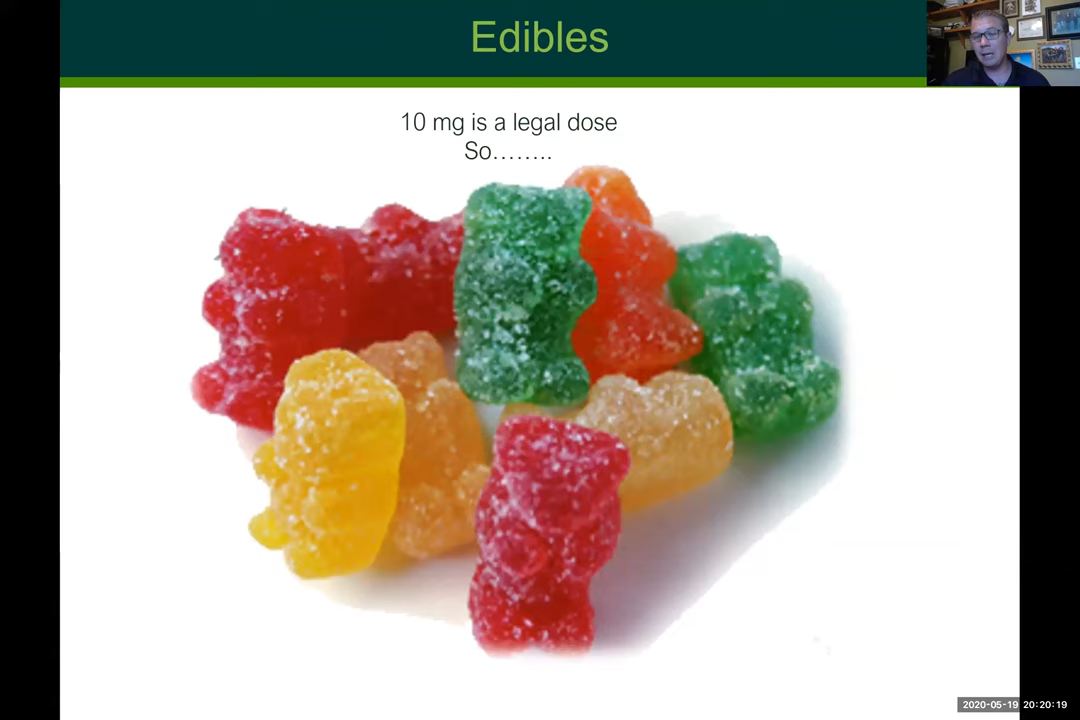 Edibles
10 mg is a legal dose
So........
2020-05-19 20:20:19